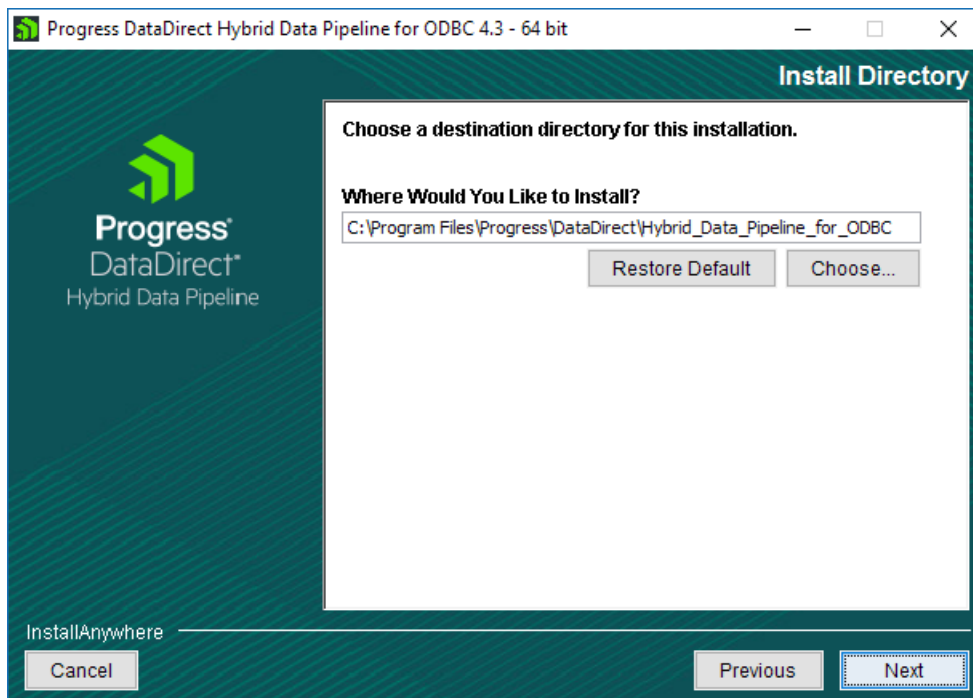 Progress DataDirect Hybrid Data Pipeline for ODBC 4.3 - 64 bit
Install Directory
Progress®
DataDirect®
Hybrid Data Pipeline
Choose a destination directory for this installation.
Where Would You Like to Install?
C:\Program Files\Progress\DataDirect\Hybrid_Data_Pipeline_for_ODBC
Restore Default
Choose...
InstallAnywhere
Cancel
Previous
Next